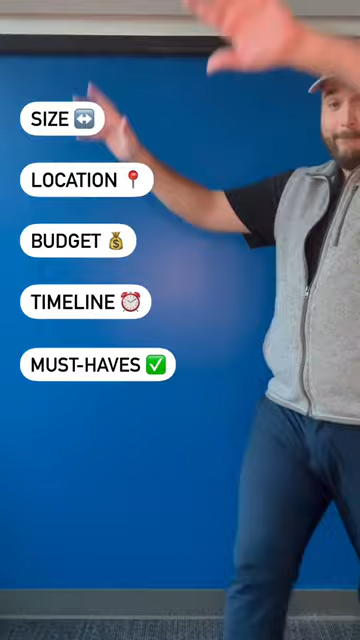 SIZE ↔️
LOCATION 📍
BUDGET 💰
TIMELINE ⏰
MUST-HAVES ✅